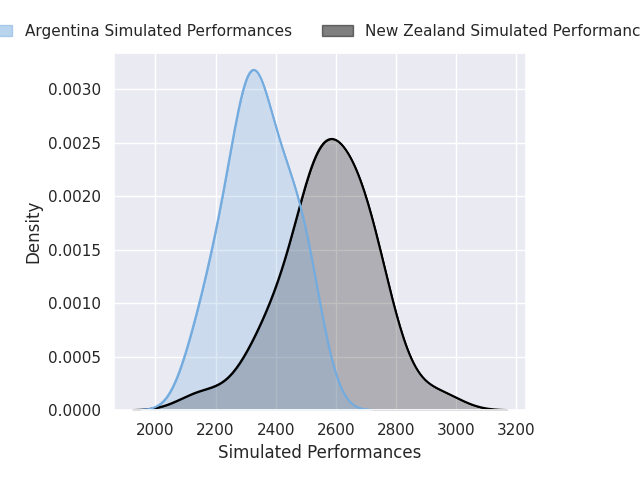 Argentina Simulated Performances New Zealand Simulated Performanc
0.0030
0.0025
0.0020
0.0015
0.0010
0.0005
0.0000
Density
2000 2200 2400 2600 2800 3000 3200
Simulated Performances